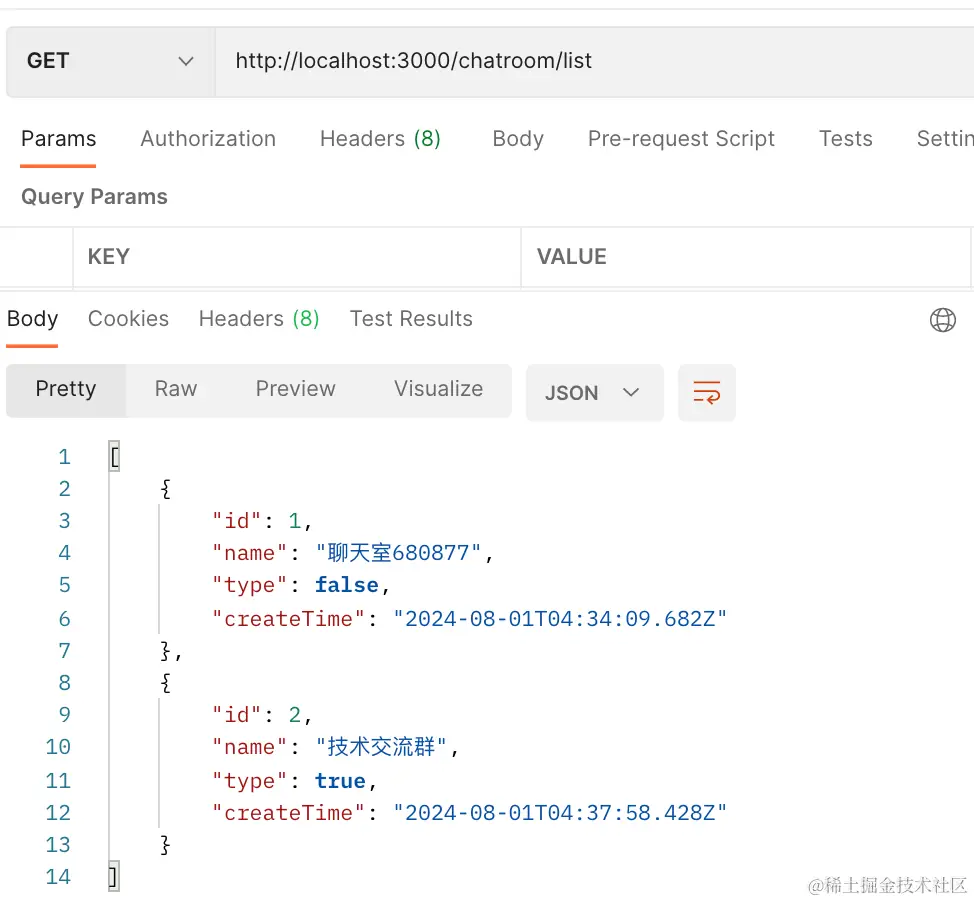 GET http://localhost:3000/chatroom/list
Params Authorization Headers (8) Body Pre-request Script Tests Settin
Query Params
KEY VALUE
Body Cookies Headers (8) Test Results
Pretty Raw Preview Visualize JSON
1 [
2 {
3 "id": 1,
4 "name": "聊天室680877",
5 "type": false,
6 "createTime": "2024-08-01T04:34:09.682Z"
7 },
8 {
9 "id": 2,
10 "name": "技术交流群",
11 "type": true,
12 "createTime": "2024-08-01T04:37:58.428Z"
13 }
14 ]
@稀土掘金技术社区